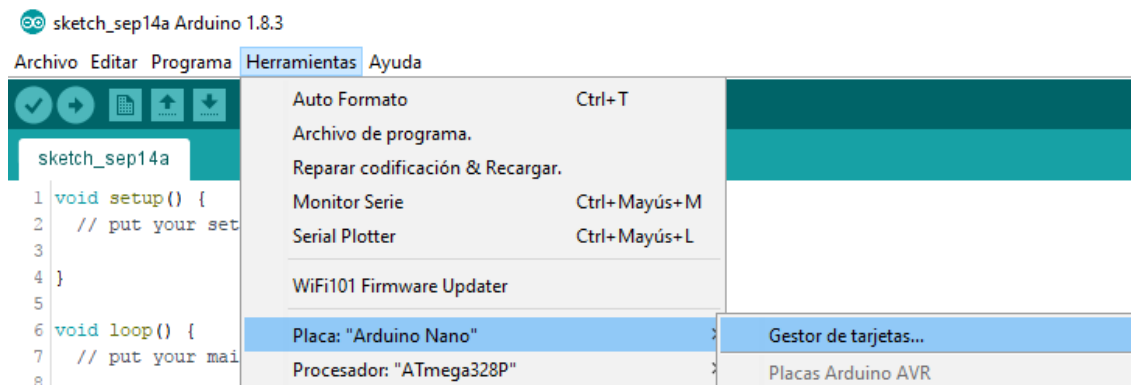 sketch_sep14a Arduino 1.8.3
Archivo Editar Programa Herramientas Ayuda
sketch_sep14a
Auto Formato Ctrl+T
Archivo de programa.
Reparar codificación & Recargar.
Monitor Serie Ctrl+Mayús+M
Serial Plotter Ctrl+Mayús+L
WiFi101 Firmware Updater
Placa: "Arduino Nano"
Procesador: "ATmega328P"
Gestor de tarjetas...
Placas Arduino AVR
1 void setup() {
2 // put your set
3
4 }
5
6 void loop() {
7 // put your mai
8